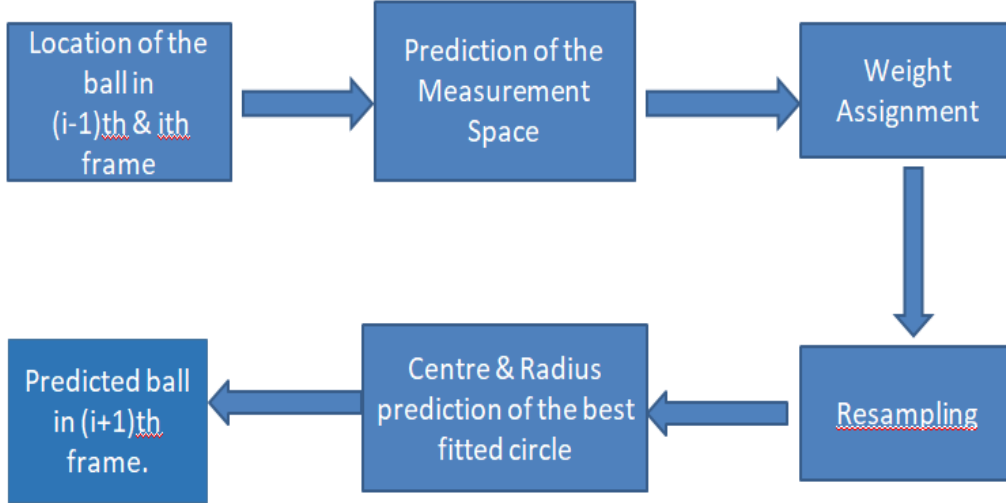 Location of the
ball in
(i-1)th & ith
frame
Prediction of the
Measurement
Space
Weight
Assignment
Resampling
Centre & Radius
prediction of the best
fitted circle
Predicted ball
in (i+1)th
frame.